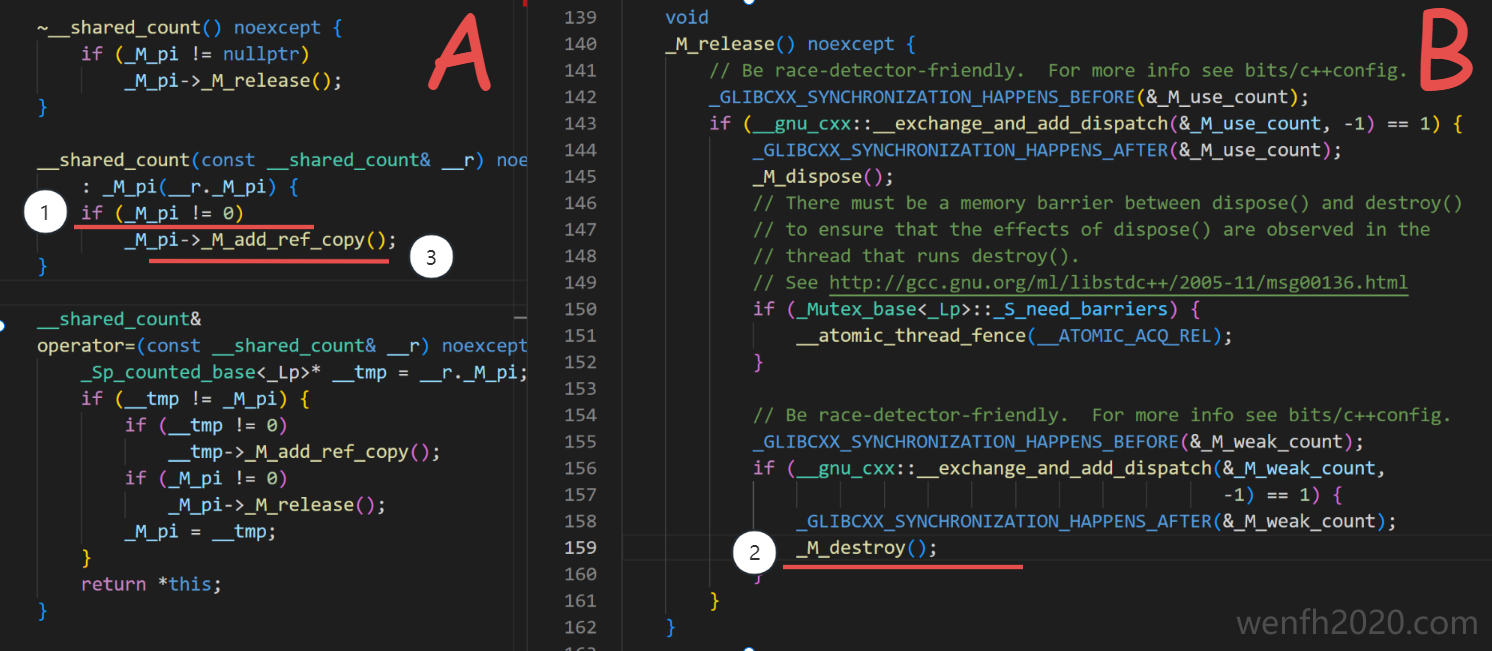 ~__shared_count() noexcept {
if (_M_pi != nullptr)
_M_pi->_M_release();
}
A
__shared_count(const __shared_count& __r) noe
: _M_pi(__r._M_pi) {
1 if (_M_pi != 0)
_M_pi->_M_add_ref_copy(); 3
}
__shared_count&
operator=(const __shared_count& __r) noexcept
_Sp_counted_base<_Lp>* __tmp = __r._M_pi;
if (__tmp != _M_pi) {
if (__tmp != 0)
__tmp->_M_add_ref_copy();
if (_M_pi != 0)
_M_pi->_M_release();
_M_pi = __tmp;
}
return *this;
}
B
139 void
140 _M_release() noexcept {
141 // Be race-detector-friendly.  For more info see bits/c++config.
142 _GLIBCXX_SYNCHRONIZATION_HAPPENS_BEFORE(&_M_use_count);
143 if (__gnu_cxx::__exchange_and_add_dispatch(&_M_use_count, -1) == 1) {
144 _GLIBCXX_SYNCHRONIZATION_HAPPENS_AFTER(&_M_use_count);
145 _M_dispose();
146 // There must be a memory barrier between dispose() and destroy()
147 // to ensure that the effects of dispose() are observed in the
148 // thread that runs destroy().
149 // See http://gcc.gnu.org/ml/libstdc++/2005-11/msg00136.html
150 if (_Mutex_base<_Lp>::_S_need_barriers) {
151 __atomic_thread_fence(__ATOMIC_ACQ_REL);
152 }
153
154 // Be race-detector-friendly.  For more info see bits/c++config.
155 _GLIBCXX_SYNCHRONIZATION_HAPPENS_BEFORE(&_M_weak_count);
156 if (__gnu_cxx::__exchange_and_add_dispatch(&_M_weak_count,
157 -1) == 1) {
158 _GLIBCXX_SYNCHRONIZATION_HAPPENS_AFTER(&_M_weak_count);
159 2 _M_destroy();
160 }
161 }
162 }
wenfh2020.com